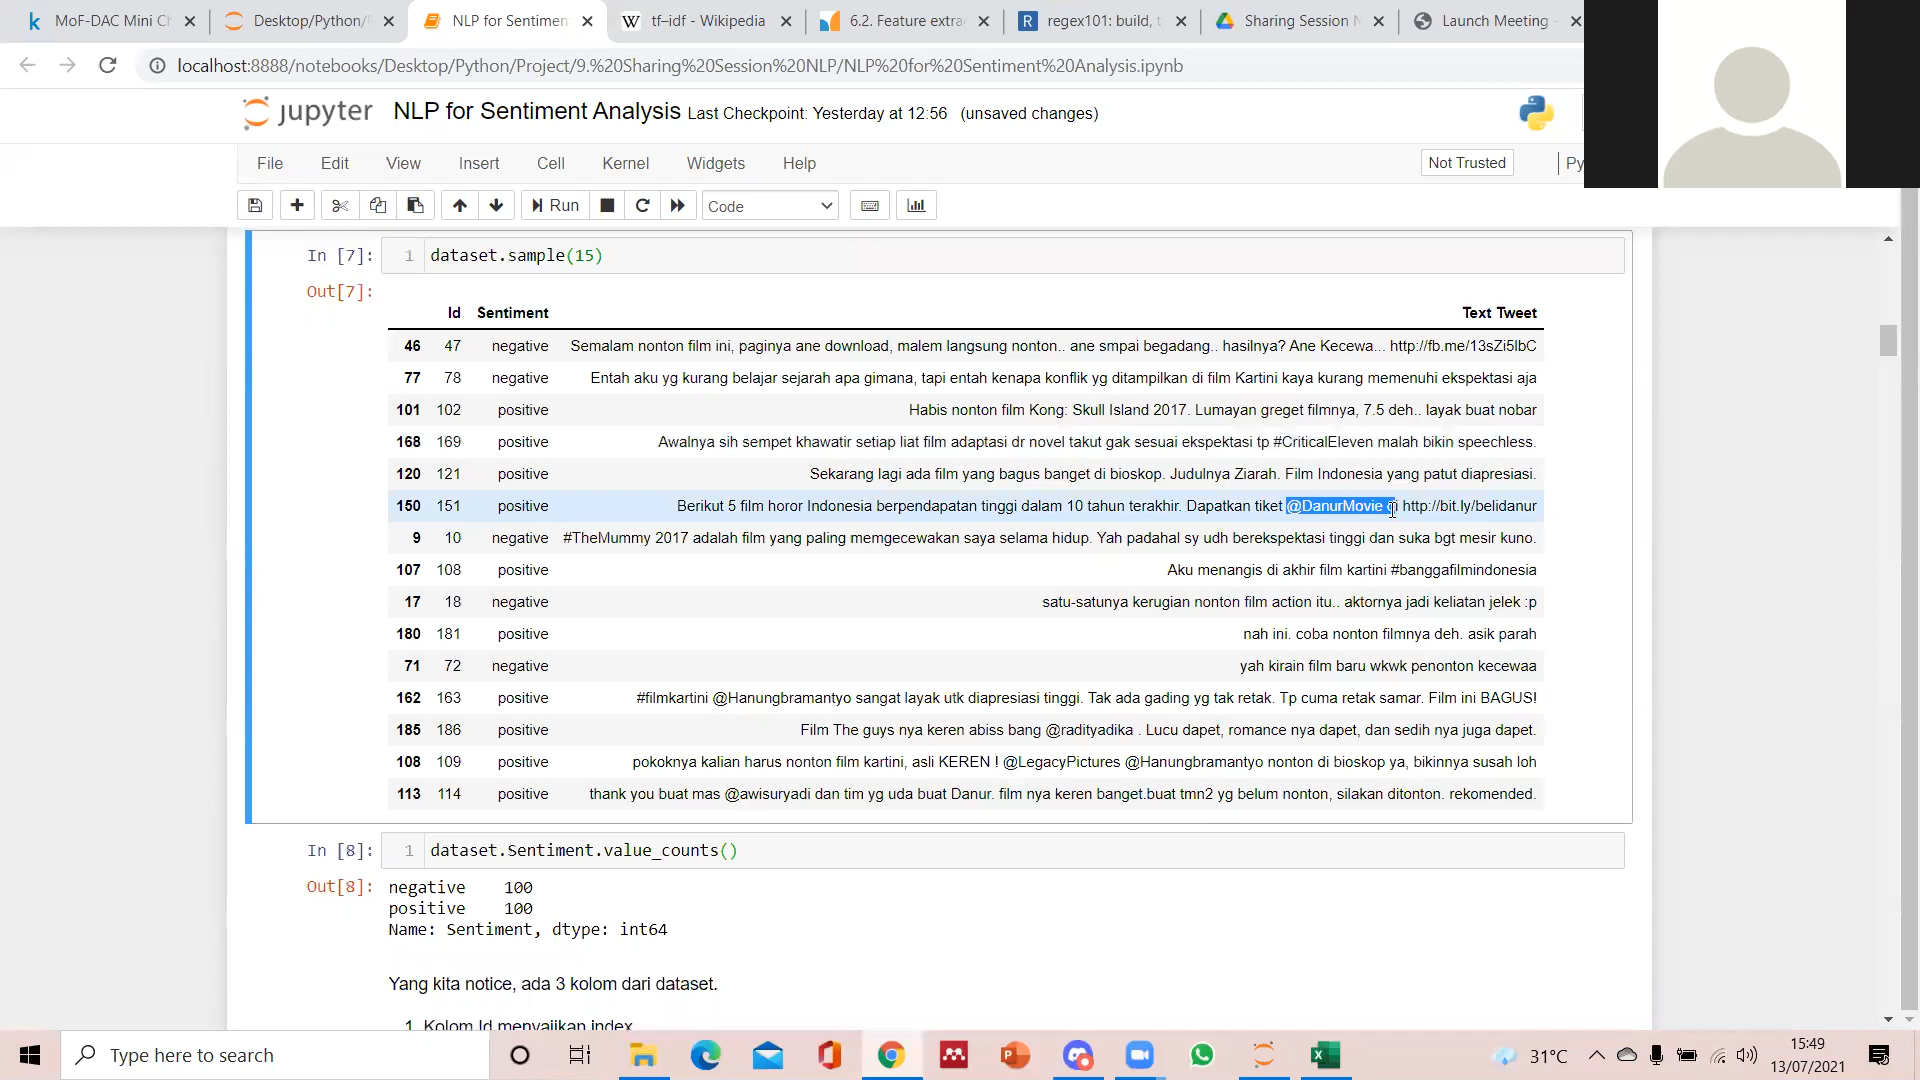 MoF-DAC Mini Ch
Desktop/Python/
NLP for Sentimen
tf–idf - Wikipedia
6.2. Feature extra
regex101: build, t
Sharing Session N
Launch Meeting -
localhost:8888/notebooks/Desktop/Python/Project/9.%20Sharing%20Session%20NLP/NLP%20for%20Sentiment%20Analysis.ipynb
jupyter NLP for Sentiment Analysis Last Checkpoint: Yesterday at 12:56 (unsaved changes)
File Edit View Insert Cell Kernel Widgets Help Not Trusted Py
Run Code
In [7]: 1 dataset.sample(15)
Out[7]:
Id Sentiment Text Tweet
46 47 negative Semalam nonton film ini, paginya ane download, malem langsung nonton.. ane smpai begadang.. hasilnya? Ane Kecewa... http://fb.me/13sZi5lbC
77 78 negative Entah aku yg kurang belajar sejarah apa gimana, tapi entah kenapa konflik yg ditampilkan di film Kartini kaya kurang memenuhi ekspektasi aja
101 102 positive Habis nonton film Kong: Skull Island 2017. Lumayan greget filmnya, 7.5 deh.. layak buat nobar
168 169 positive Awalnya sih sempet khawatir setiap liat film adaptasi dr novel takut gak sesuai ekspektasi tp #CriticalEleven malah bikin speechless.
120 121 positive Sekarang lagi ada film yang bagus banget di bioskop. Judulnya Ziarah. Film Indonesia yang patut diapresiasi.
150 151 positive Berikut 5 film horor Indonesia berpendapatan tinggi dalam 10 tahun terakhir. Dapatkan tiket @DanurMovie di http://bit.ly/belidanur
9 10 negative #TheMummy 2017 adalah film yang paling memgecewakan saya selama hidup. Yah padahal sy udh berekspektasi tinggi dan suka bgt mesir kuno.
107 108 positive Aku menangis di akhir film kartini #banggafilmindonesia
17 18 negative satu-satunya kerugian nonton film action itu.. aktornya jadi keliatan jelek :p
180 181 positive nah ini. coba nonton filmnya deh. asik parah
71 72 negative yah kirain film baru wkwk penonton kecewaa
162 163 positive #filmkartini @Hanungbramantyo sangat layak utk diapresiasi tinggi. Tak ada gading yg tak retak. Tp cuma retak samar. Film ini BAGUS!
185 186 positive Film The guys nya keren abiss bang @radityadika . Lucu dapet, romance nya dapet, dan sedih nya juga dapet.
108 109 positive pokoknya kalian harus nonton film kartini, asli KEREN ! @LegacyPictures @Hanungbramantyo nonton di bioskop ya, bikinnya susah loh
113 114 positive thank you buat mas @awisuryadi dan tim yg uda buat Danur. film nya keren banget.buat tmn2 yg belum nonton, silakan ditonton. rekomended.
In [8]: 1 dataset.Sentiment.value_counts()
Out[8]: negative 100
positive 100
Name: Sentiment, dtype: int64
Yang kita notice, ada 3 kolom dari dataset.
1. Kolom Id menyajikan index
Type here to search
31°C
15:49
13/07/2021